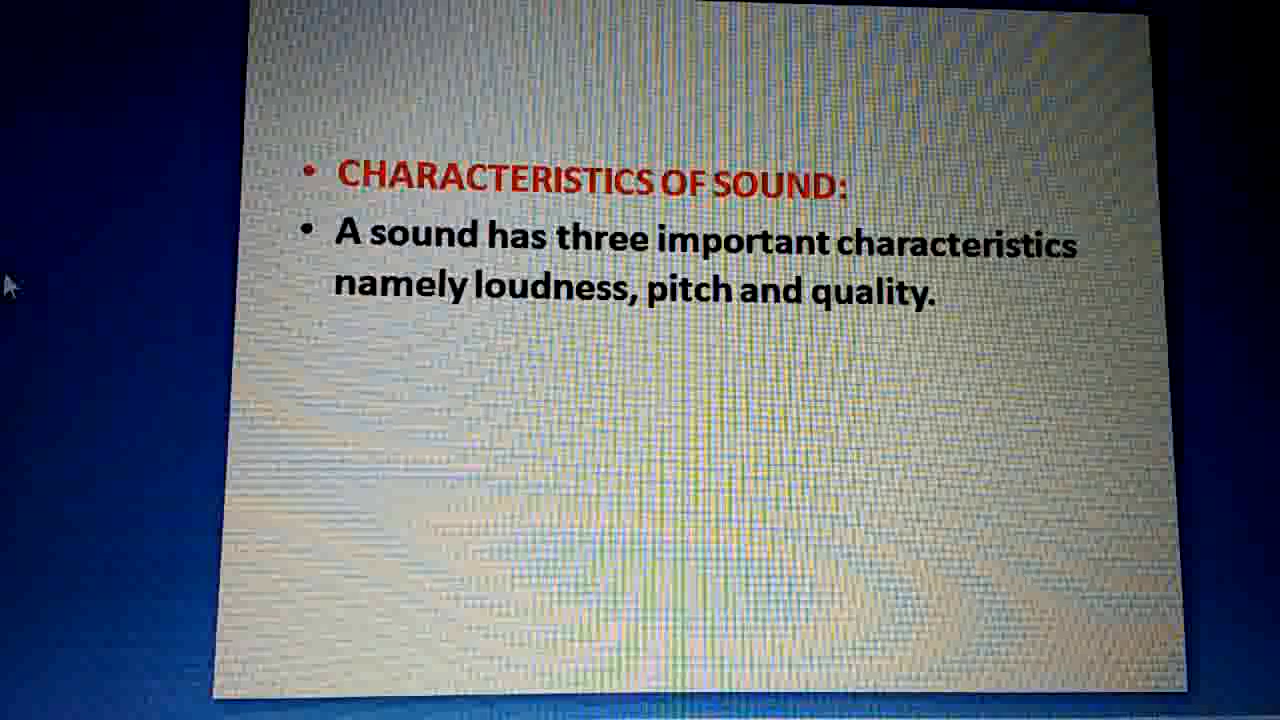 • CHARACTERISTICS OF SOUND:
• A sound has three important characteristics
namely loudness, pitch and quality.